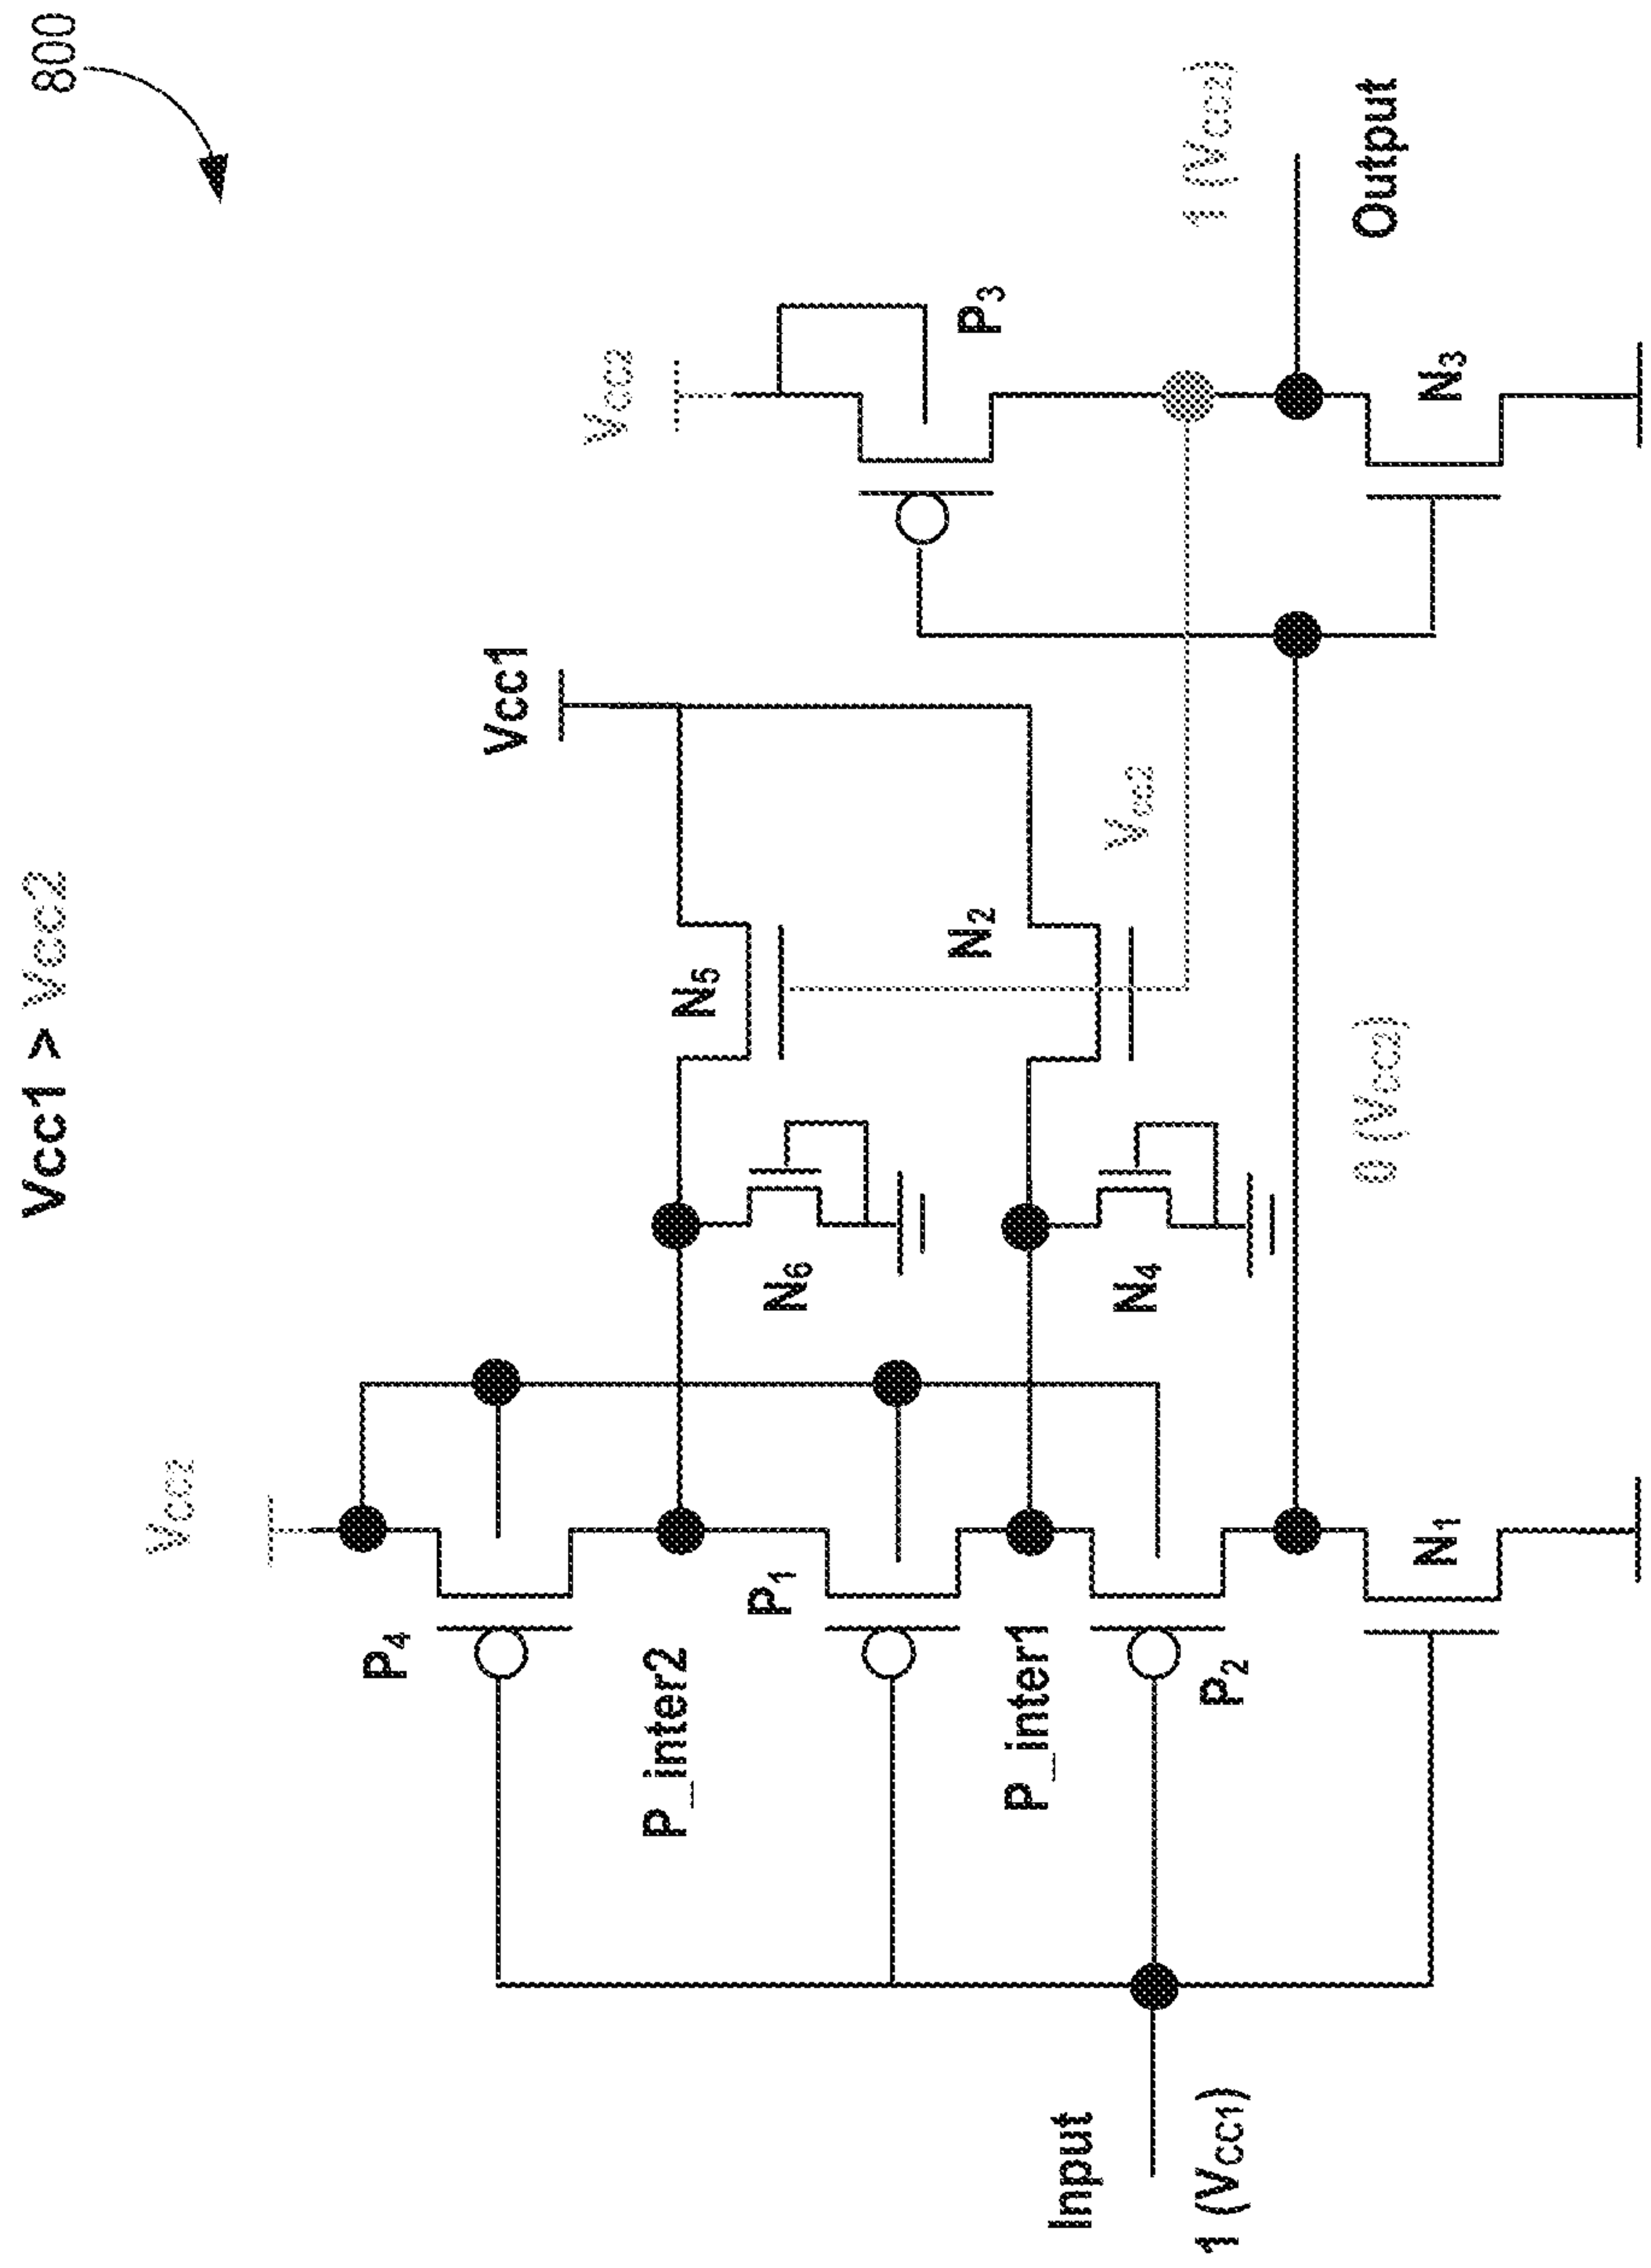 800
Vcc1 > Vcc2
Vcc2
Vcc1
Vcc2
P4
P_inter2
P1
P_inter1
P2
N1
N6
N4
N5
N2
Vcc2
P3
N3
1 (Vcc2)
Output
0 (Vcc2)
Input
1 (Vcc1)